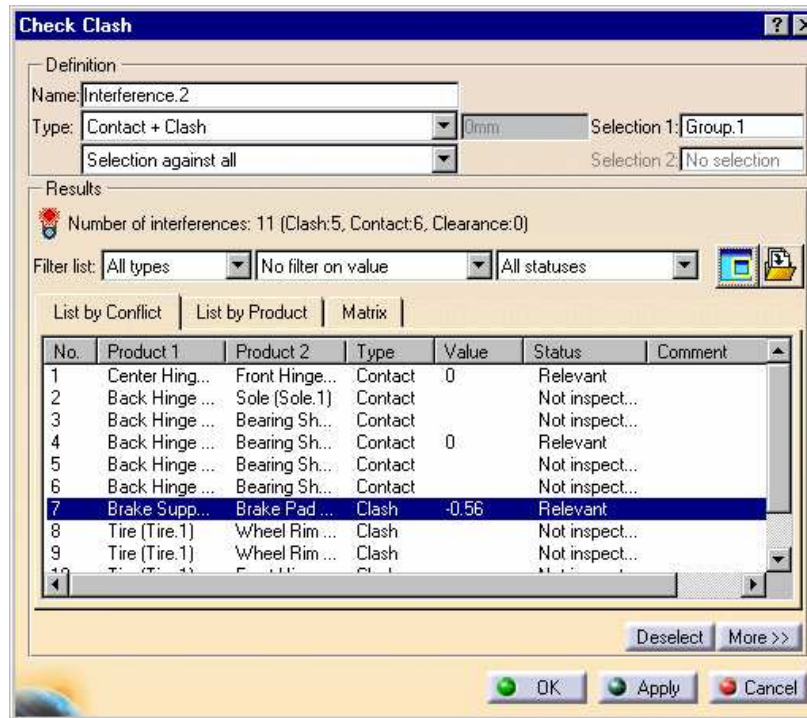 Check Clash
Definition
Name: Interference.2
Type: Contact + Clash 0mm Selection 1: Group.1
Selection against all Selection 2: No selection
Results
Number of interferences: 11 (Clash:5, Contact:6, Clearance:0)
Filter list: All types No filter on value All statuses
List by Conflict List by Product Matrix
No. Product 1 Product 2 Type Value Status Comment
1 Center Hing... Front Hinge... Contact 0 Relevant
2 Back Hinge ... Sole (Sole.1) Contact Not inspect...
3 Back Hinge ... Bearing Sh... Contact Not inspect...
4 Back Hinge ... Bearing Sh... Contact 0 Relevant
5 Back Hinge ... Bearing Sh... Contact Not inspect...
6 Back Hinge ... Bearing Sh... Contact Not inspect...
7 Brake Supp... Brake Pad ... Clash -0.56 Relevant
8 Tire (Tire.1) Wheel Rim ... Clash Not inspect...
9 Tire (Tire.1) Wheel Rim ... Clash Not inspect...
Deselect More >>
OK Apply Cancel